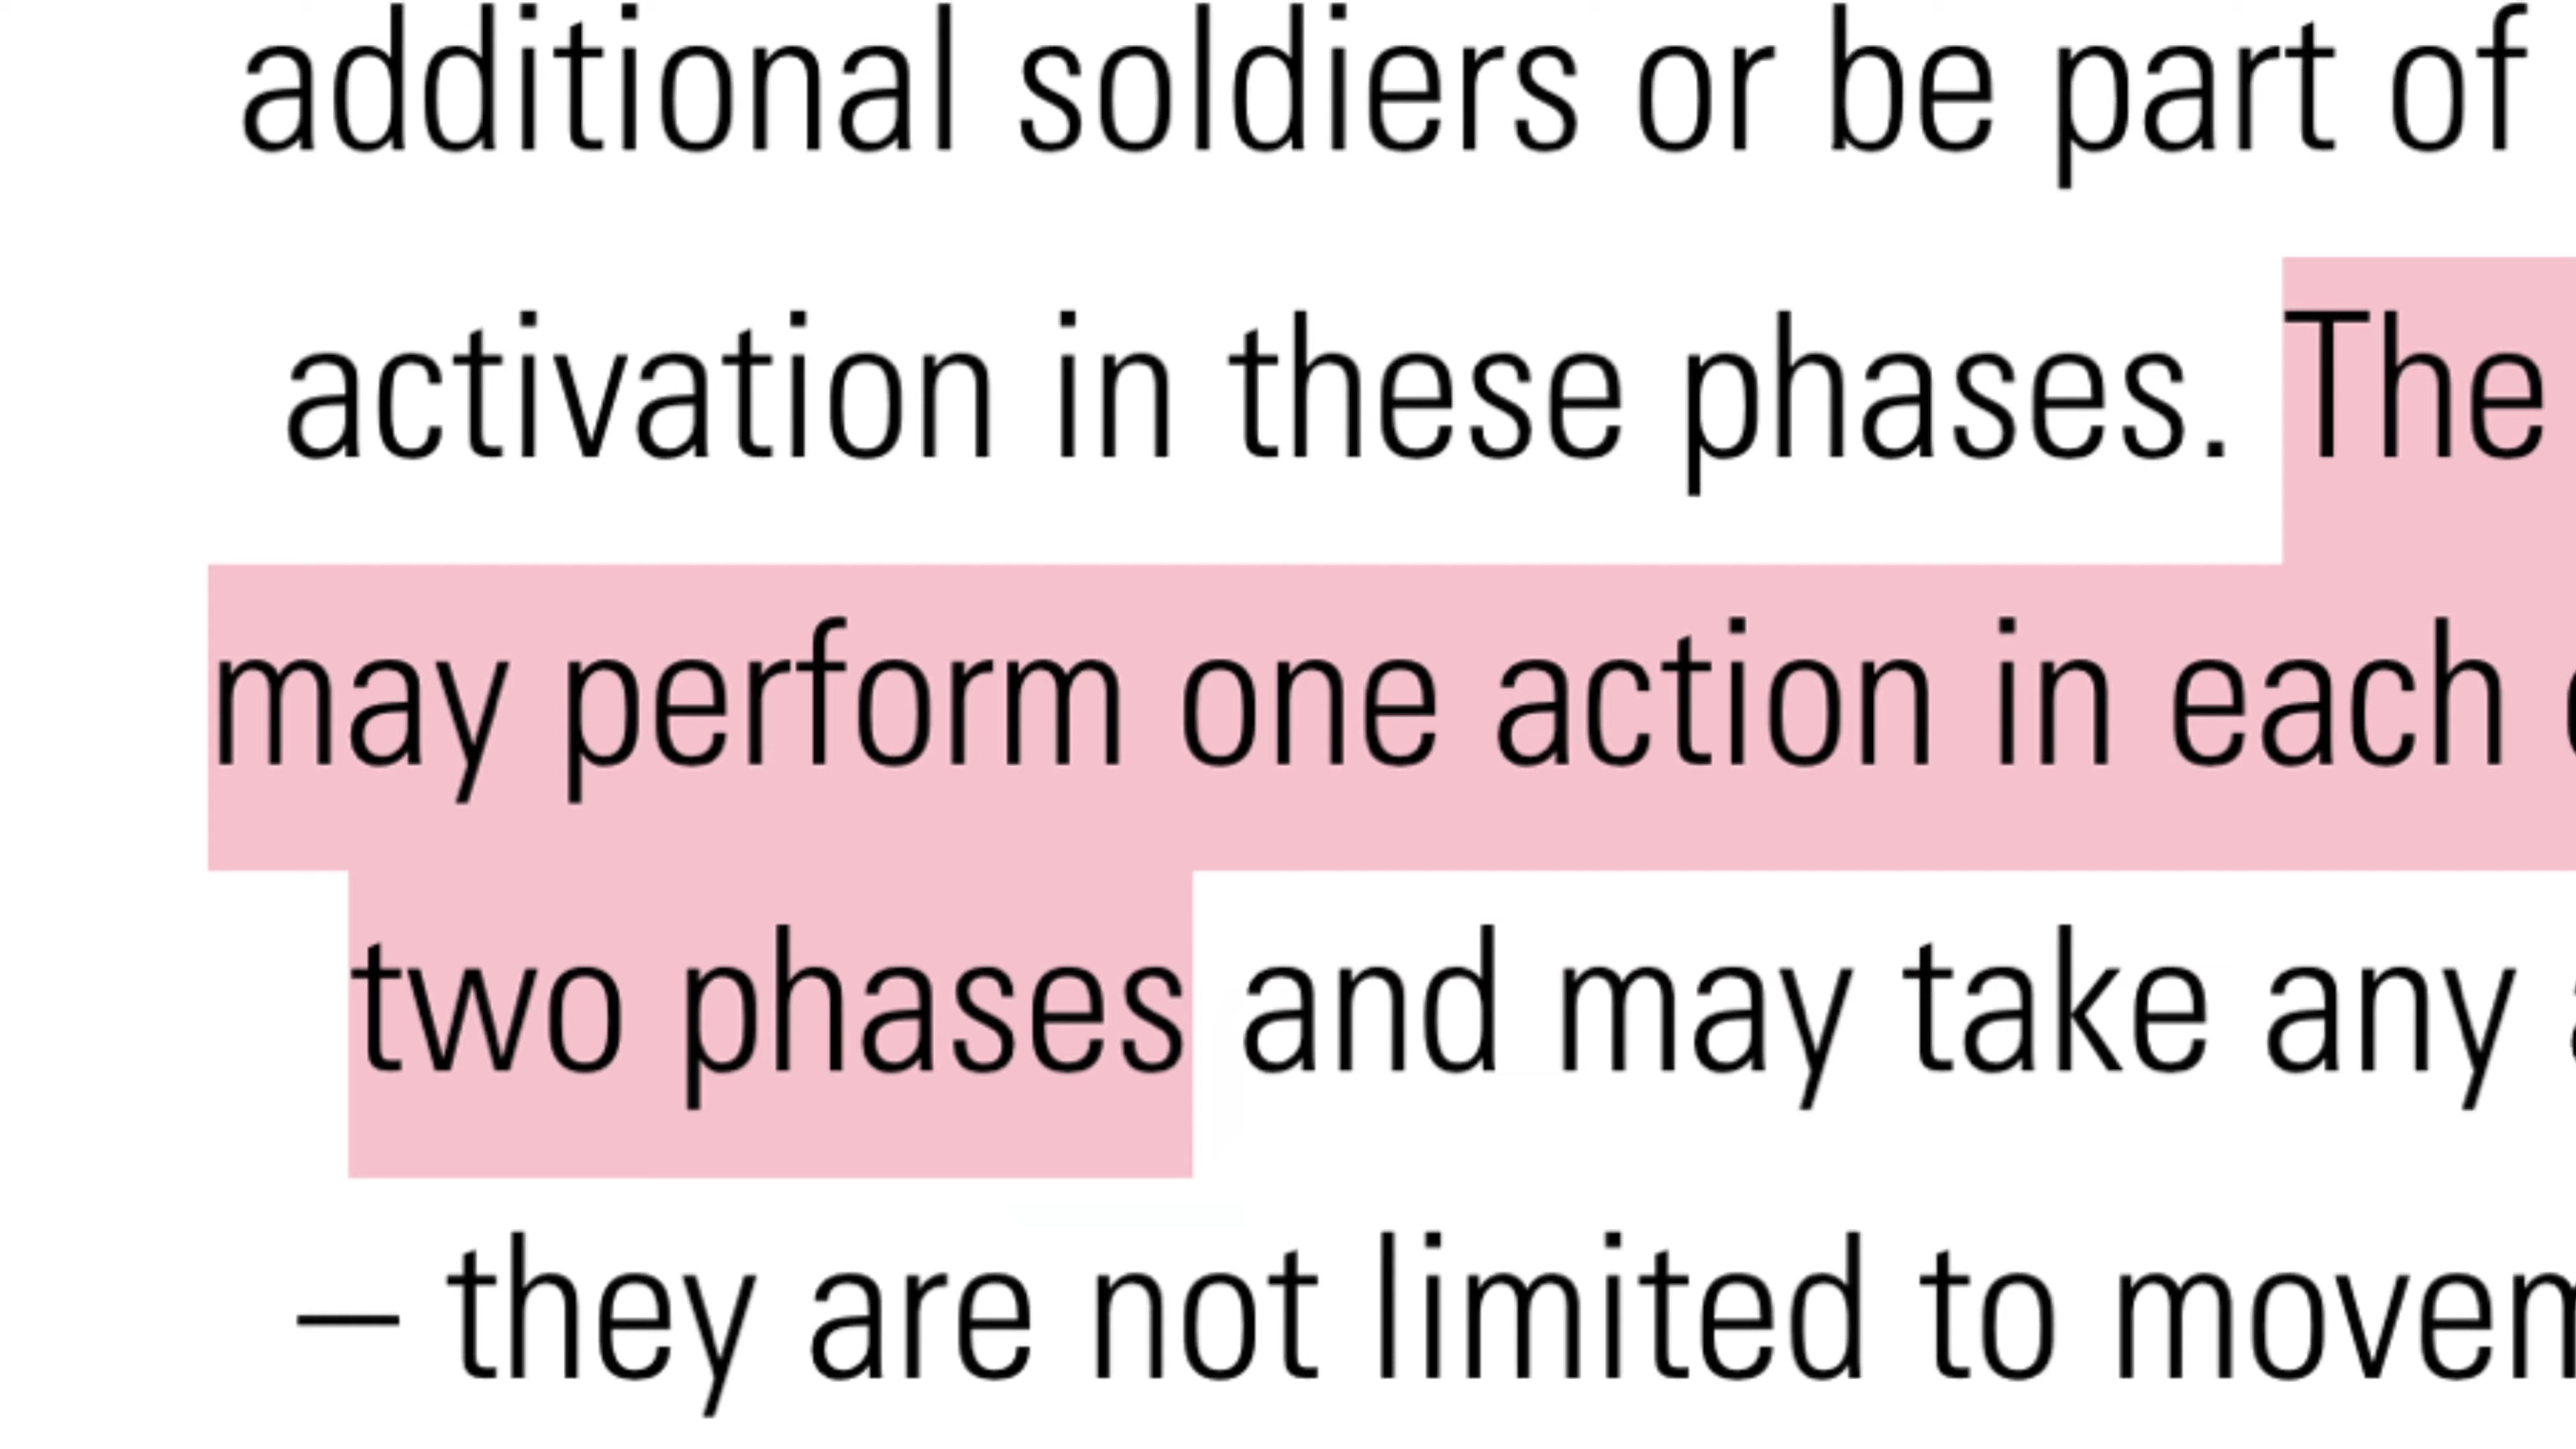 additional soldiers or be part of
activation in these phases. The
may perform one action in each
two phases and may take any
– they are not limited to